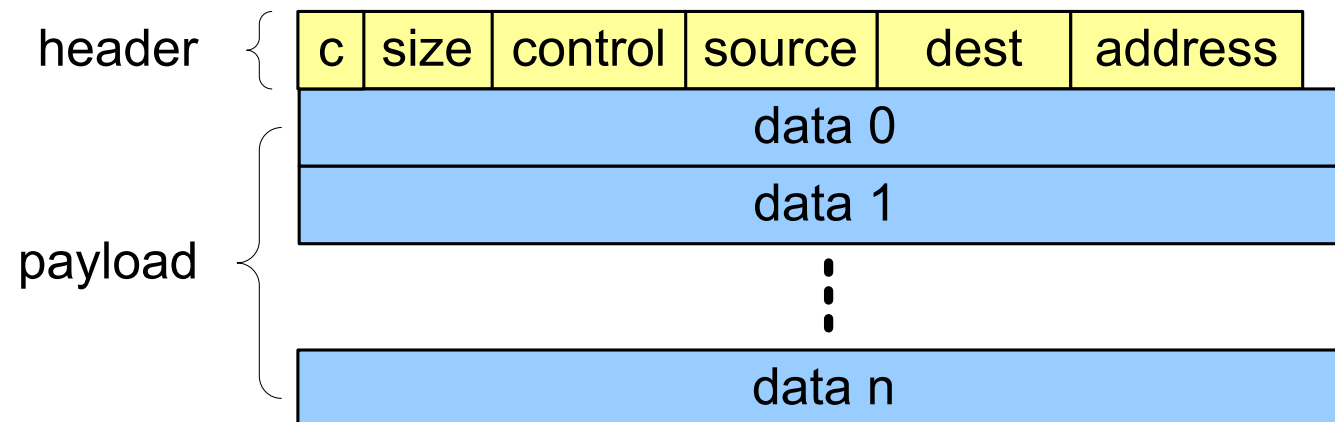 header c size control source dest address
data 0
data 1
payload
data n